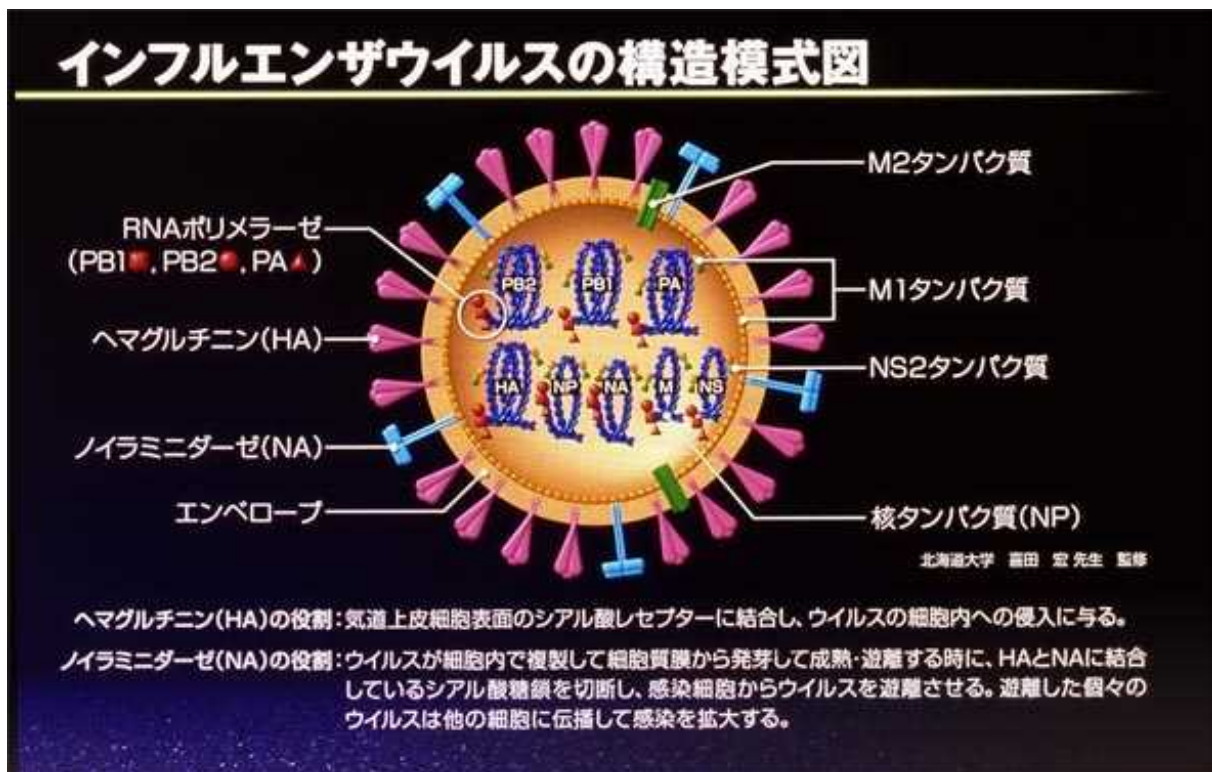 インフルエンザウイルスの構造模式図
M2タンパク質
RNAポリメラーゼ
(PB1, PB2, PA)
M1タンパク質
ヘマグルチニン(HA)
NS2タンパク質
ノイラミニダーゼ(NA)
エンベロープ
核タンパク質(NP)
PB2
PB1
PA
HA
NP
NA
M
NS
北海道大学 喜田 宏 先生 監修
ヘマグルチニン(HA)の役割:気道上皮細胞表面のシアル酸レセプターに結合し、ウイルスの細胞内への侵入に与る。
ノイラミニダーゼ(NA)の役割:ウイルスが細胞内で複製して細胞質膜から発芽して成熟・遊離する時に、HAとNAに結合
しているシアル酸糖鎖を切断し、感染細胞からウイルスを遊離させる。遊離した個々の
ウイルスは他の細胞に伝播して感染を拡大する。